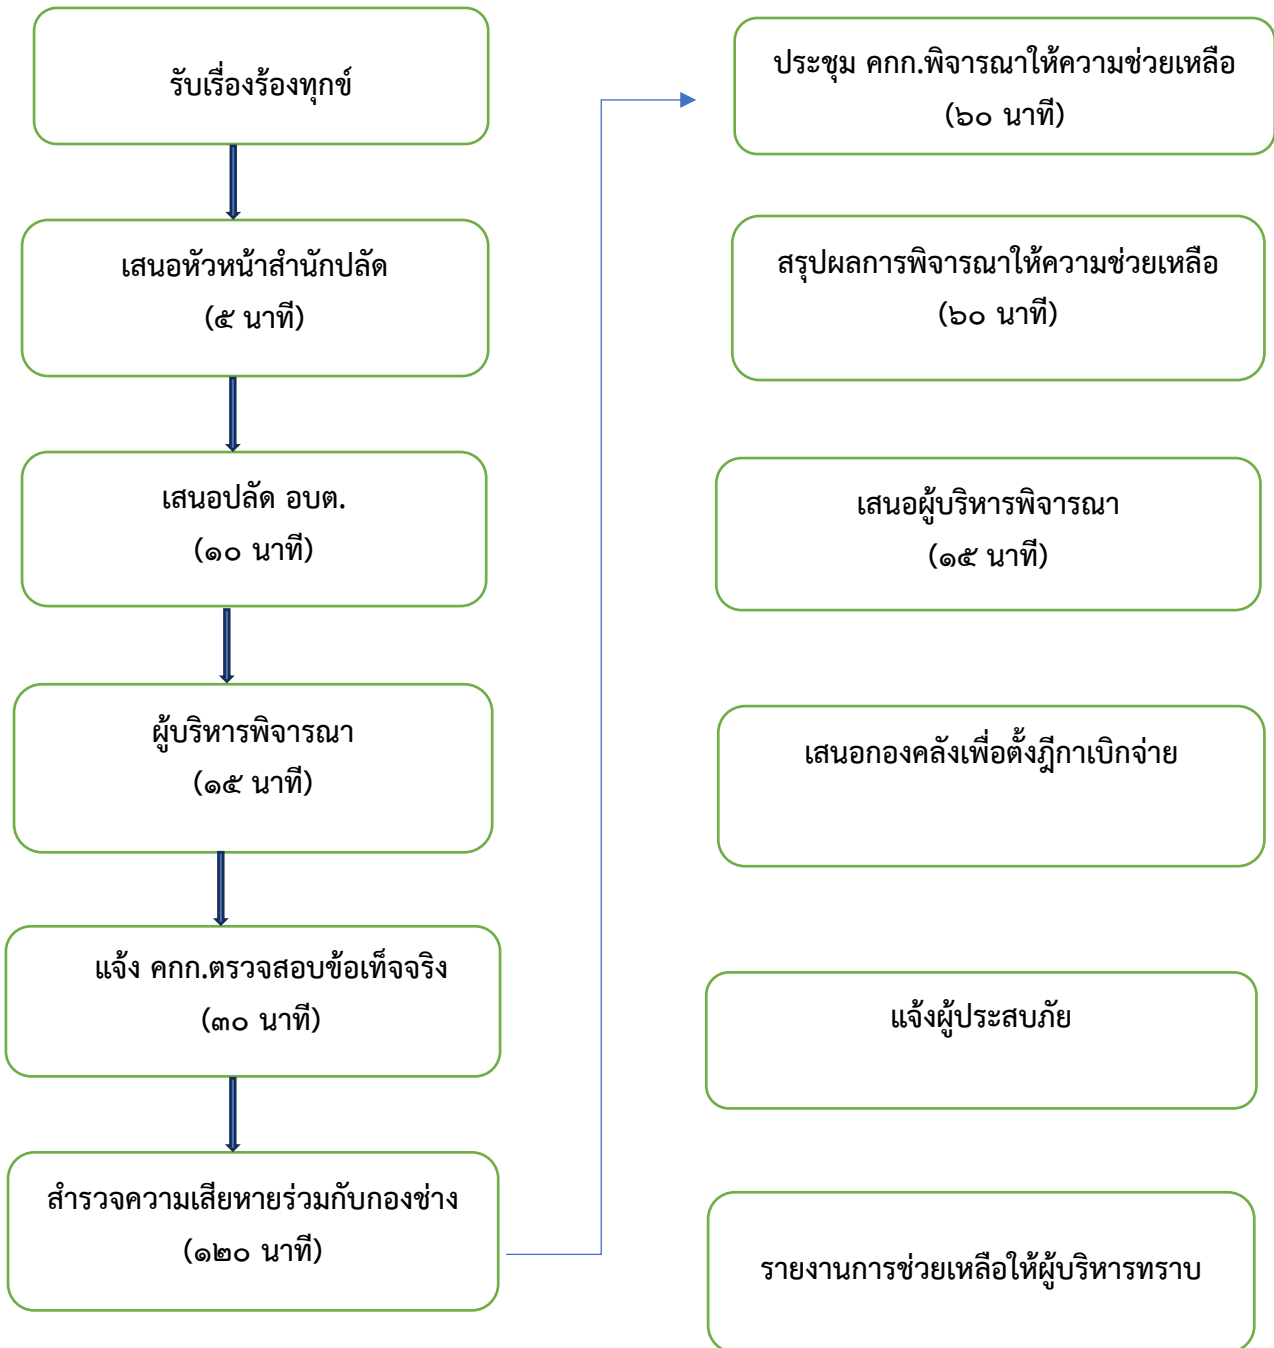 รับเรื่องร้องทุกข์
เสนอหัวหน้าสำนักปลัด
(๕ นาที)
เสนอปลัด อบต.
(๑๐ นาที)
ผู้บริหารพิจารณา
(๑๕ นาที)
แจ้ง คกก.ตรวจสอบข้อเท็จจริง
(๓๐ นาที)
สำรวจความเสียหายร่วมกับกองช่าง
(๑๒๐ นาที)
ประชุม คกก.พิจารณาให้ความช่วยเหลือ
(๖๐ นาที)
สรุปผลการพิจารณาให้ความช่วยเหลือ
(๖๐ นาที)
เสนอผู้บริหารพิจารณา
(๑๕ นาที)
เสนอกองคลังเพื่อตั้งฎีกาเบิกจ่าย
แจ้งผู้ประสบภัย
รายงานการช่วยเหลือให้ผู้บริหารทราบ